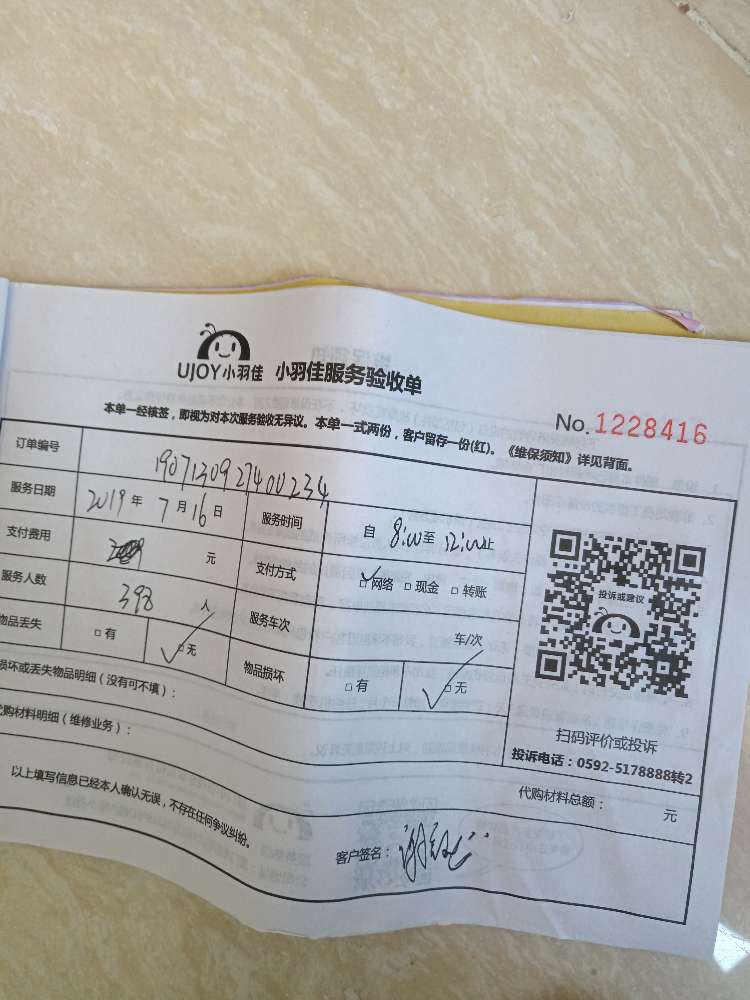 UJOY小羽佳 小羽佳服务验收单
No. 1228416
本单一经核签，即视为对本次服务验收无异议。本单一式两份，客户留存一份(红)。《维保须知》详见背面。
订单编号 1907130927400234
服务日期 2019 年 7 月 16 日 服务时间 自 8:00 至 12:00 止
支付费用 元 支付方式 □网络 □现金 □转账
服务人数 398 人 服务车次 车/次
物品丢失 □有 □无 物品损坏 □有 □无
投诉或建议
扫码评价或投诉
投诉电话：0592-5178888转2
损坏或丢失物品明细（没有可不填）：
代购材料明细（维修业务）：
代购材料总额： 元
以上填写信息已经本人确认无误，不存在任何争议纠纷。
客户签名：